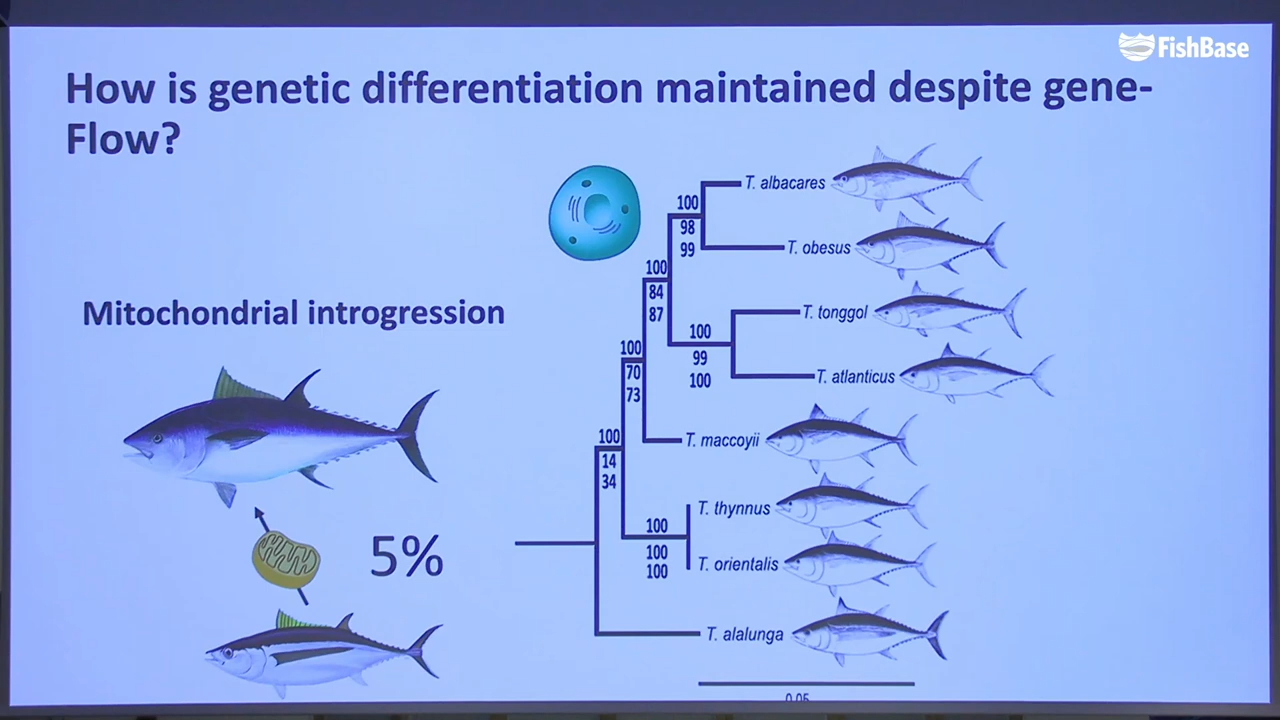 FishBase
How is genetic differentiation maintained despite gene-
Flow?
Mitochondrial introgression
5%
T. albacares
100
98
99
T. obesus
100
84
87
T. tonggol
100
99
100
T. atlanticus
100
70
73
T. maccoyii
100
14
34
T. thynnus
100
100
100
T. orientalis
T. alalunga
0.05